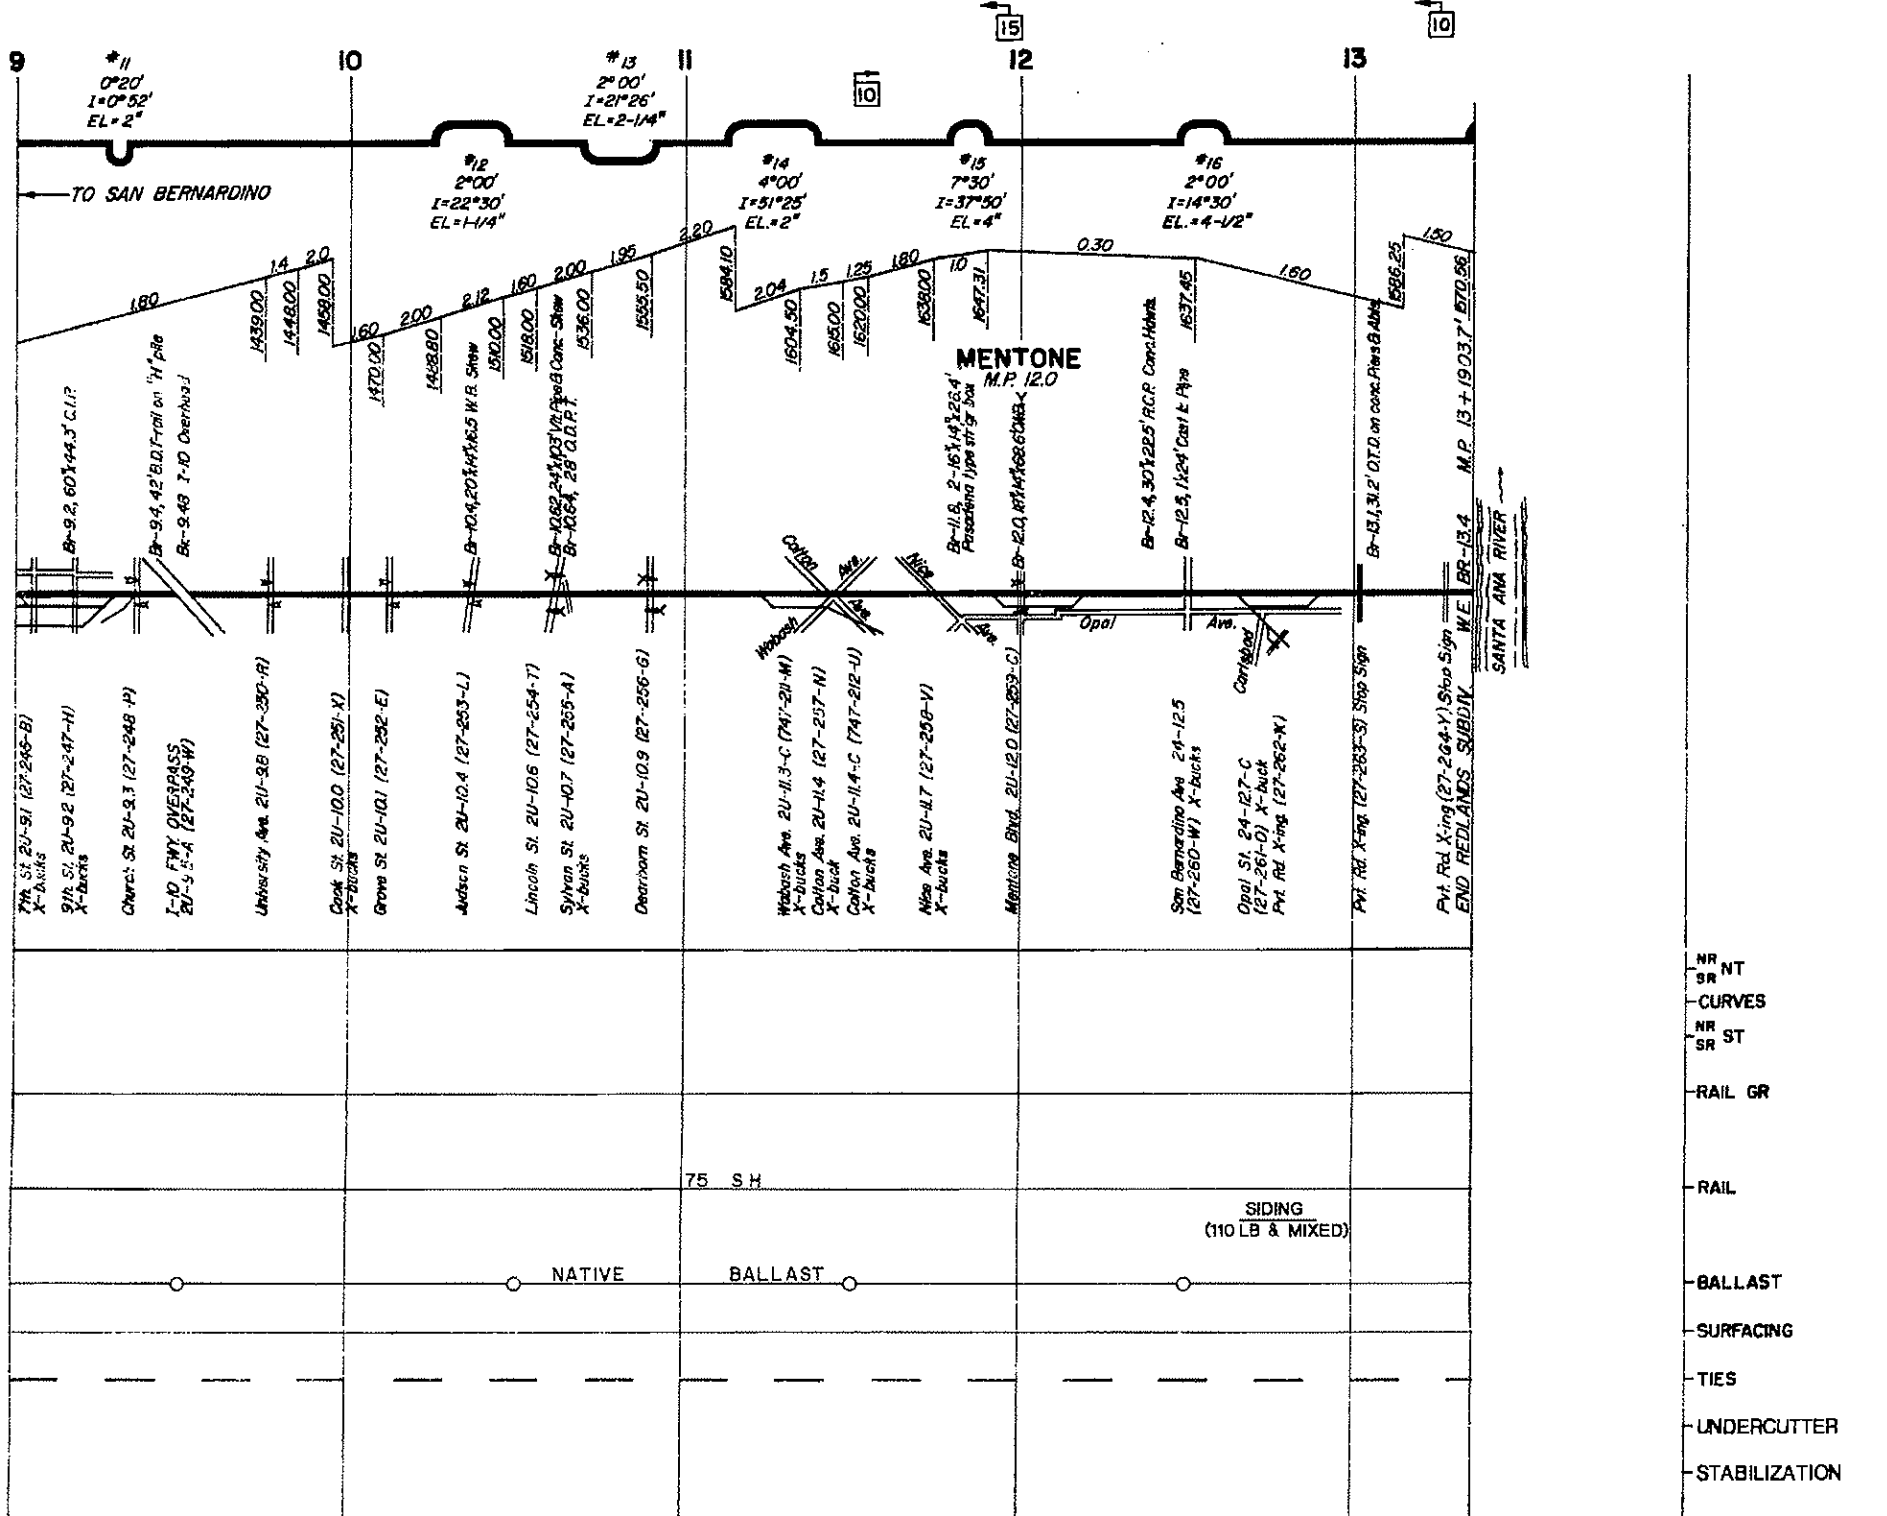 15
10
9
10
11
12
13
#11
0°20'
I=0°52'
EL=2"
#13
2°00'
I=21°26'
EL=2-1/4"
10
#12
2°00'
I=22°30'
EL=1-1/4"
#14
4°00'
I=51°25'
EL.=2"
#15
7°30'
I=37°50'
EL=4"
#16
2°00'
I=14°30'
EL.=4-1/2"
TO SAN BERNARDINO
1.80
1.4
2.0
1.60
2.00
2.12
1.60
2.00
1.95
2.20
2.04
1.5
1.25
1.80
1.0
0.30
1.60
1.50
1439.00
1448.00
1458.00
1470.00
1488.80
1510.00
1518.00
1536.00
1555.50
1584.10
1604.50
1615.00
1620.00
1638.00
1647.31
1637.45
1586.25
1570.56
MENTONE
M.P. 12.0
Br-9.2, 60"x44.3' C.I.P.
Br-9.4, 42' B.D.T-rail on "H" pile
Br-9.48 I-10 Overhead
Br-10.4, 20"x14"x16.5 W.B. Skew
Br-10.62, 24"x103' Vit. Pipe & Conc. Skew
Br-10.64, 28' O.D.P.T.
Br-11.8, 2-16"x14"x26.4'
Pasadena type str'gr box
Br-12.4, 30"x22.5' R.C.P. Conc. Hdwls.
Br-12.5, 1'x24' Cast I. Pipe
Br-13.1, 31.2' O.T.D. on conc. Piers & Abts.
M.P. 13 + 1903.7'
W.E. BR-13.4
SANTA ANA RIVER
Colton
Ave.
Wabash
Ave.
Nice
Ave.
Opal
Ave.
Carlsbad
7th. St. 2U-9.1 (27-246-B)
X-bucks
9th. St. 2U-9.2 (27-247-H)
X-bucks
Church St. 2U-9.3 (27-248-P)
I-10 FWY. OVERPASS
2U-9.5-A (27-249-W)
University Ave. 2U-9.8 (27-250-R)
Cook St. 2U-10.0 (27-251-X)
X-bucks
Grove St. 2U-10.1 (27-252-E)
Judson St. 2U-10.4 (27-253-L)
Lincoln St. 2U-10.6 (27-254-T)
Sylvan St. 2U-10.7 (27-255-A)
X-bucks
Dearborn St. 2U-10.9 (27-256-G)
Wabash Ave. 2U-11.3-C (747-211-M)
X-bucks
Colton Ave. 2U-11.4 (27-257-N)
X-buck
Colton Ave. 2U-11.4-C (747-212-U)
X-bucks
Nice Ave. 2U-11.7 (27-258-V)
X-bucks
Mentone Blvd. 2U-12.0 (27-259-C)
San Bernardino Ave 24-12.5
(27-260-W) X-bucks
Opal St. 24-12.7-C
(27-261-D) X-buck
Pvt. Rd. X-ing. (27-262-K)
Pvt. Rd. X-ing. (27-263-S) Stop Sign
Pvt. Rd. X-ing (27-264-Y) Stop Sign
END REDLANDS SUBDIV.
NR
SR NT
CURVES
NR
SR ST
RAIL GR
75 SH
RAIL
SIDING
(110 LB & MIXED)
NATIVE BALLAST
BALLAST
SURFACING
TIES
UNDERCUTTER
STABILIZATION